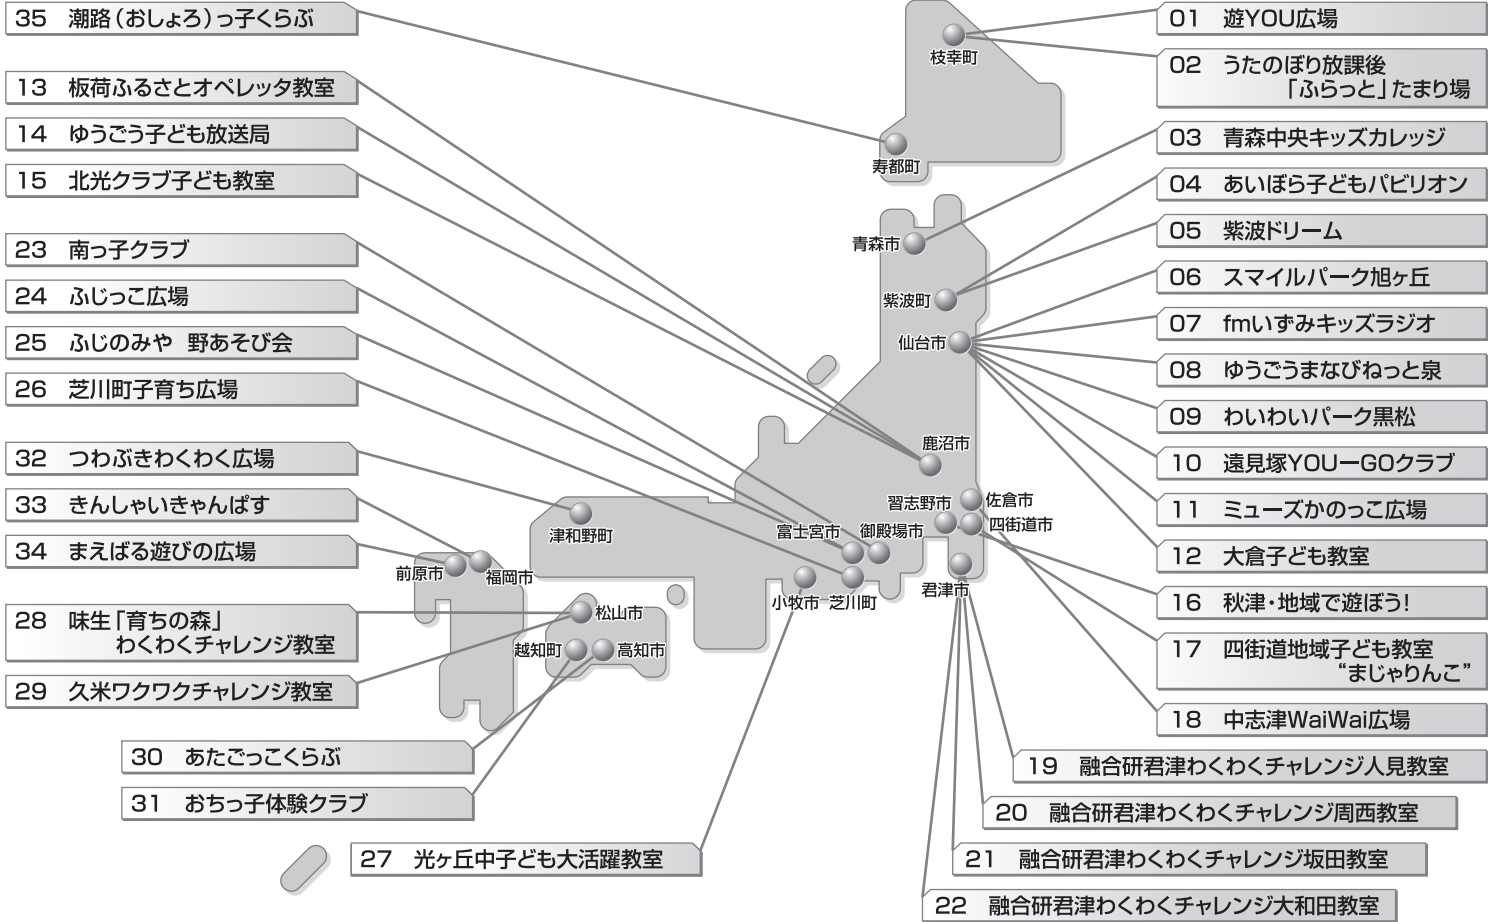 35 潮路（おしょろ）っ子くらぶ
13 板荷ふるさとオペレッタ教室
14 ゆうごう子ども放送局
15 北光クラブ子ども教室
23 南っ子クラブ
24 ふじっこ広場
25 ふじのみや 野あそび会
26 芝川町子育ち広場
32 つわぶきわくわく広場
33 きんしゃいきゃんぱす
34 まえばる遊びの広場
28 味生「育ちの森」
わくわくチャレンジ教室
29 久米ワクワクチャレンジ教室
30 あたごっこくらぶ
31 おちっ子体験クラブ
27 光ヶ丘中子ども大活躍教室
枝幸町
寿都町
青森市
紫波町
仙台市
鹿沼市
習志野市
佐倉市
四街道市
富士宮市
御殿場市
君津市
小牧市
芝川町
津和野町
前原市
福岡市
松山市
越知町
高知市
01 遊YOU広場
02 うたのぼり放課後
「ふらっと」たまり場
03 青森中央キッズカレッジ
04 あいぼら子どもパビリオン
05 紫波ドリーム
06 スマイルパーク旭ヶ丘
07 fmいずみキッズラジオ
08 ゆうごうまなびねっと泉
09 わいわいパーク黒松
10 遠見塚YOUーGOクラブ
11 ミューズかのっこ広場
12 大倉子ども教室
16 秋津・地域で遊ぼう！
17 四街道地域子ども教室
“まじゃりんこ”
18 中志津WaiWai広場
19 融合研君津わくわくチャレンジ人見教室
20 融合研君津わくわくチャレンジ周西教室
21 融合研君津わくわくチャレンジ坂田教室
22 融合研君津わくわくチャレンジ大和田教室